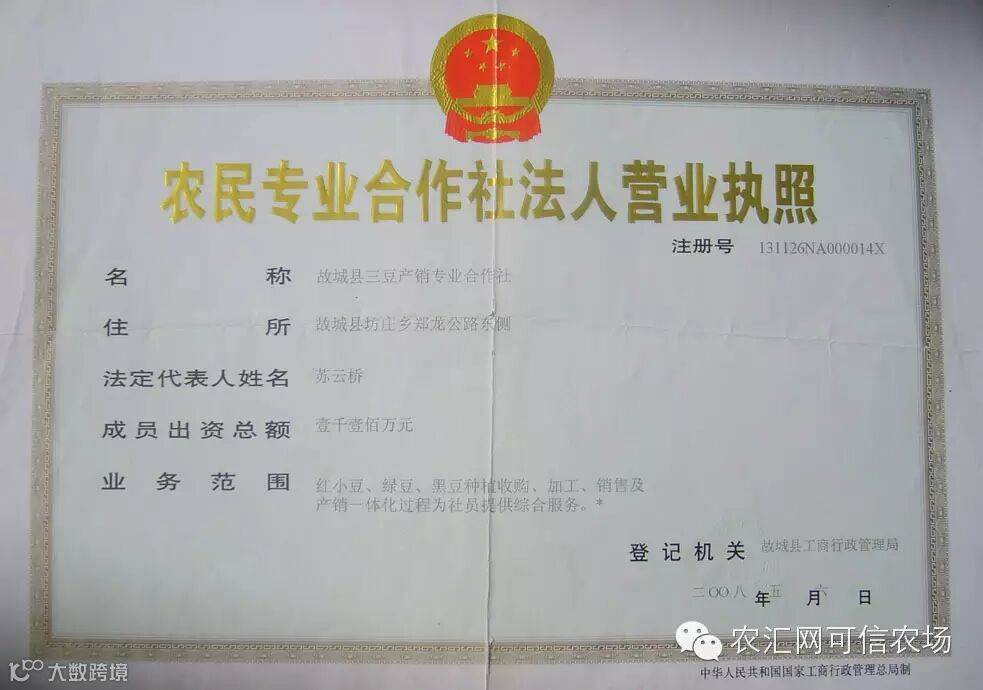 农民专业合作社法人营业执照
注册号 131126NA000014X
名称 故城县三豆产销专业合作社
住所 故城县坊庄乡郑龙公路东侧
法定代表人姓名 苏云桥
成员出资总额 壹千壹佰万元
业务范围 红小豆、绿豆、黑豆种植收购、加工、销售及
产销一体化过程为社员提供综合服务。*
登记机关 故城县工商行政管理局
二〇〇八年五月六日
农汇网可信农场
大数跨境
中华人民共和国国家工商行政管理总局制